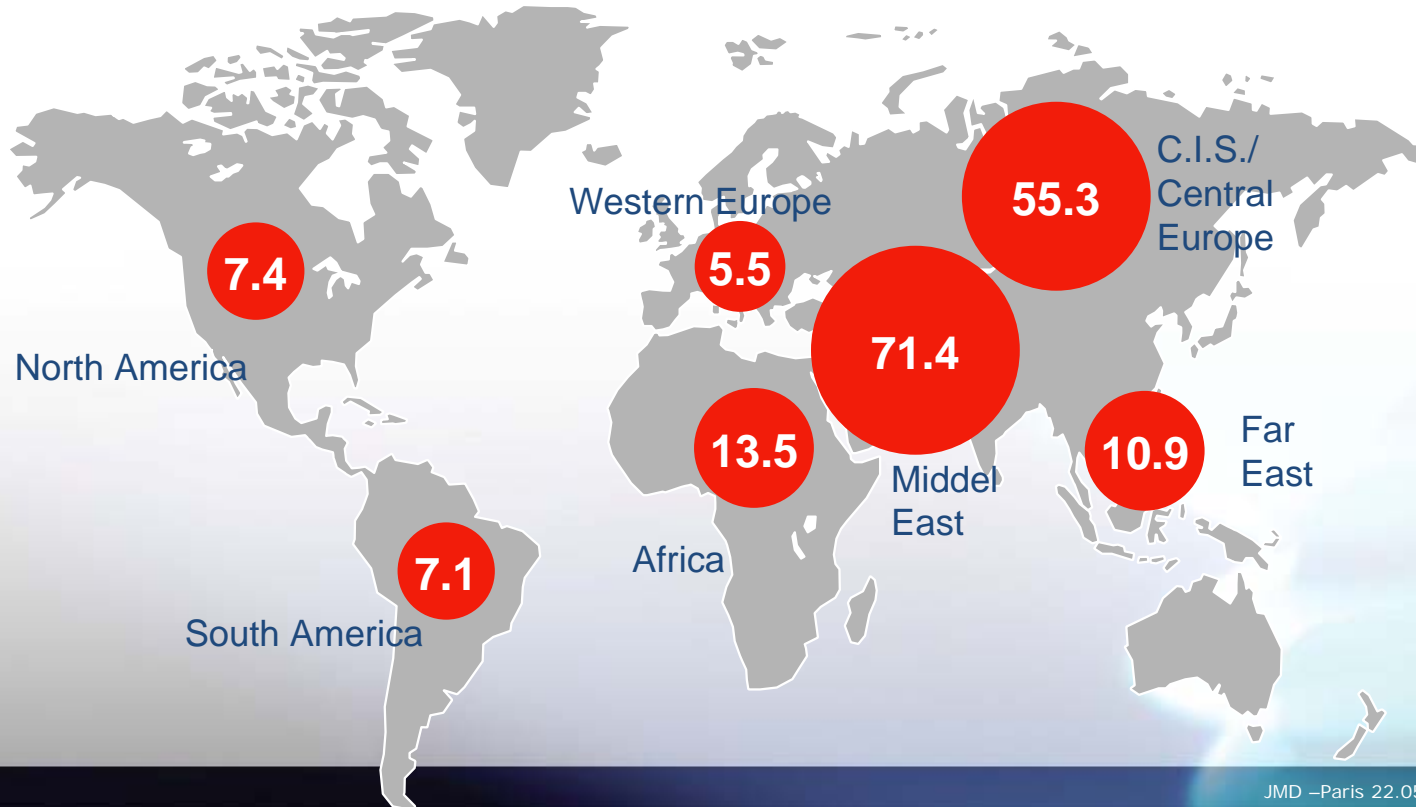 C.I.S./
Central
Europe
55.3
Western Europe
5.5
7.4
North America
71.4
Middel
East
13.5
Africa
10.9
Far
East
7.1
South America
JMD –Paris 22.05